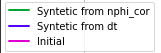 Syntetic from nphi_cor
Syntetic from dt
Initial